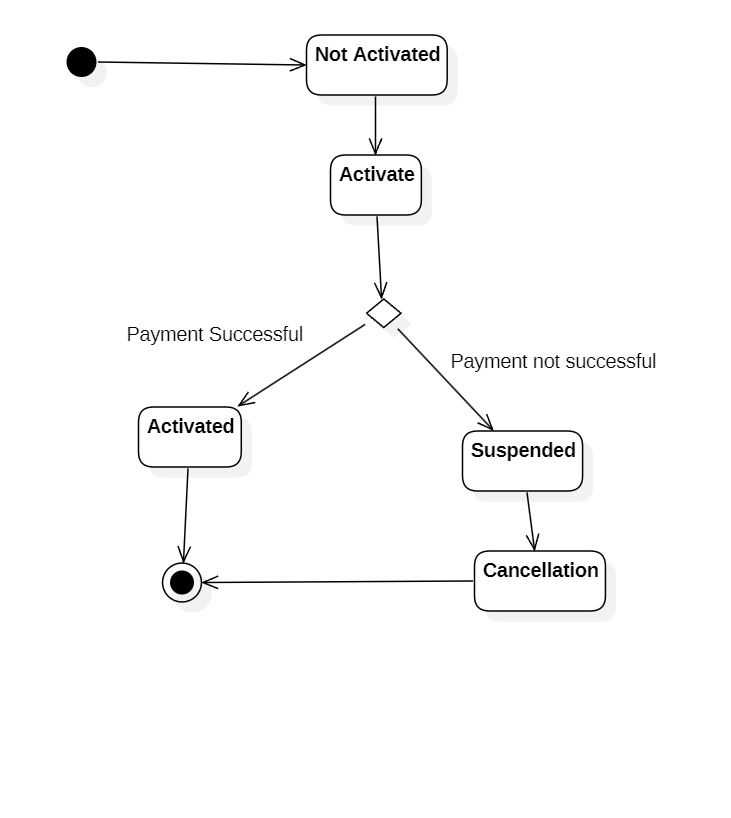 Not Activated
Activate
Payment Successful
Payment not successful
Activated
Suspended
Cancellation